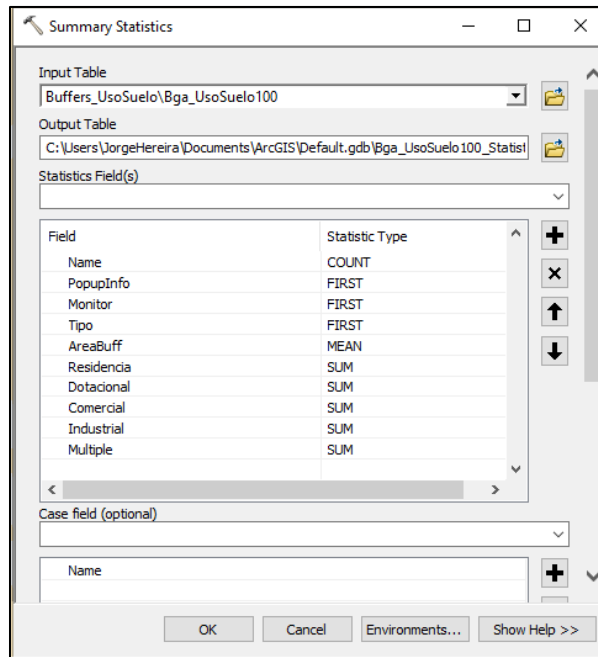 Summary Statistics
Input Table
Buffers_UsoSuelo\Bga_UsoSuelo100
Output Table
C:\Users\JorgeHereira\Documents\ArcGIS\Default.gdb\Bga_UsoSuelo100_Statist
Statistics Field(s)
Field Statistic Type
Name COUNT
PopupInfo FIRST
Monitor FIRST
Tipo FIRST
AreaBuff MEAN
Residencia SUM
Dotacional SUM
Comercial SUM
Industrial SUM
Multiple SUM
Case field (optional)
Name
OK Cancel Environments... Show Help >>